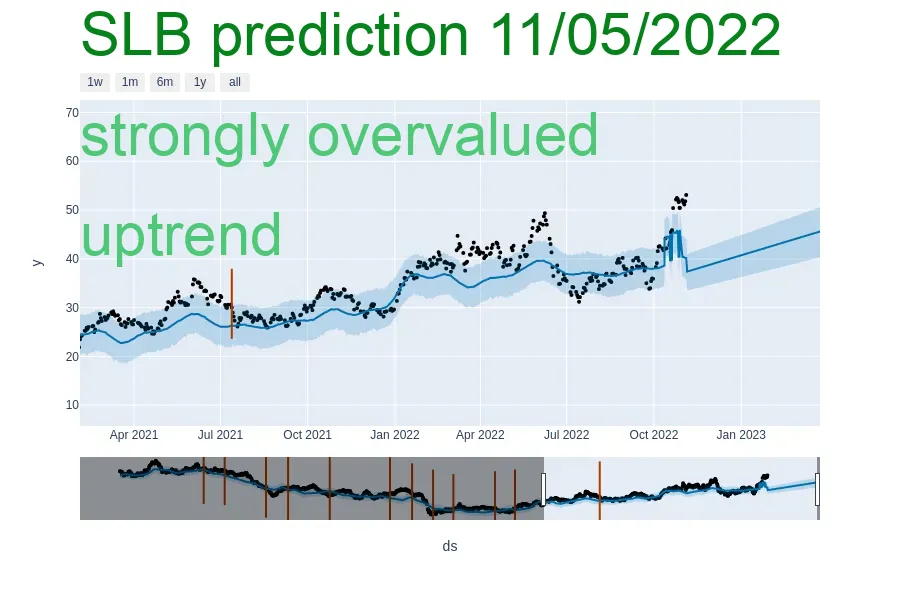 SLB prediction 11/05/2022
1w 1m 6m 1y all
strongly overvalued
uptrend
70
60
50
40
30
20
10
y
Apr 2021 Jul 2021 Oct 2021 Jan 2022 Apr 2022 Jul 2022 Oct 2022 Jan 2023
ds